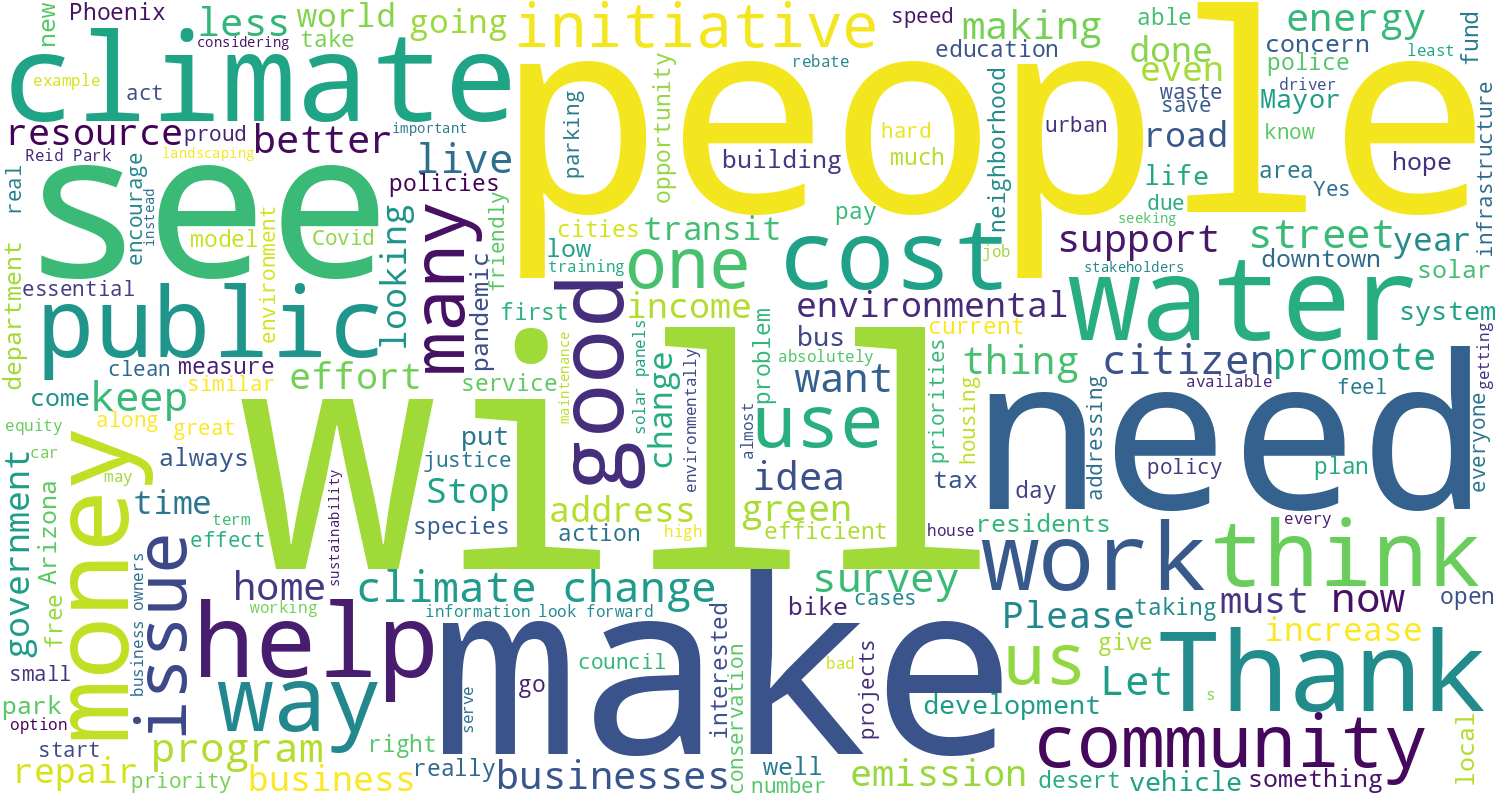 Phoenix
less
world
going
new
considering
take
climate
example
act
initiative
speed
making
able
energy
education
done
concern
fund
rebate
even
police
least
people
waste
driver
save
Mayor
resource
proud
better
important
parking
opportunity
hard
much
urban
road
know
Reid Park
landscaping
live
building
neighborhood
hope
infrastructure
real
encourage
instead
see
policies
life
area
due
Yes
model
Covid
environment
looking
many
friendly
cities
transit
pay
seeking
low
training
one
cost
job
support
street
year
downtown
stakeholders
solar
department
essential
public
pandemic
first
good
income
environmental
water
system
clean
measure
similar
effort
service
maintenance
solar panels
change
environmentally
problem
bus
absolutely
current
thing
citizen
promote
getting
want
available
feel
come
keep
equity
along
great
car
may
money
always
will
put
justice
Stop
species
use
almost
idea
priorities
housing
need
addressing
policy
plan
everyone
tax
day
government
free
Arizona
time
term
effect
sustainability
address
action
green
high
efficient
house
residents
every
issue
home
climate change
survey
work
think
business owners
working
information
look forward
interested
bike
cases
Please
taking
must
now
open
small
help
make
council
go
bad
projects
us
give
increase
Let
Thank
park
option
way
serve
conservation
development
community
local
start
program
right
s
repair
priority
business
really
businesses
well
number
emission
desert
vehicle
something